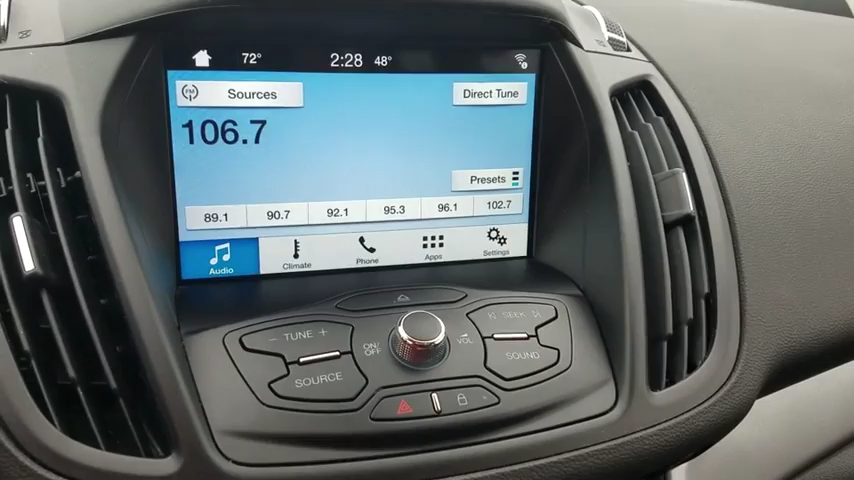 72° 2:28 48°
FM Sources Direct Tune
106.7
Presets
89.1 90.7 92.1 95.3 96.1 102.7
Audio Climate Phone Apps Settings
− TUNE + ON/OFF VOL SEEK
SOURCE SOUND